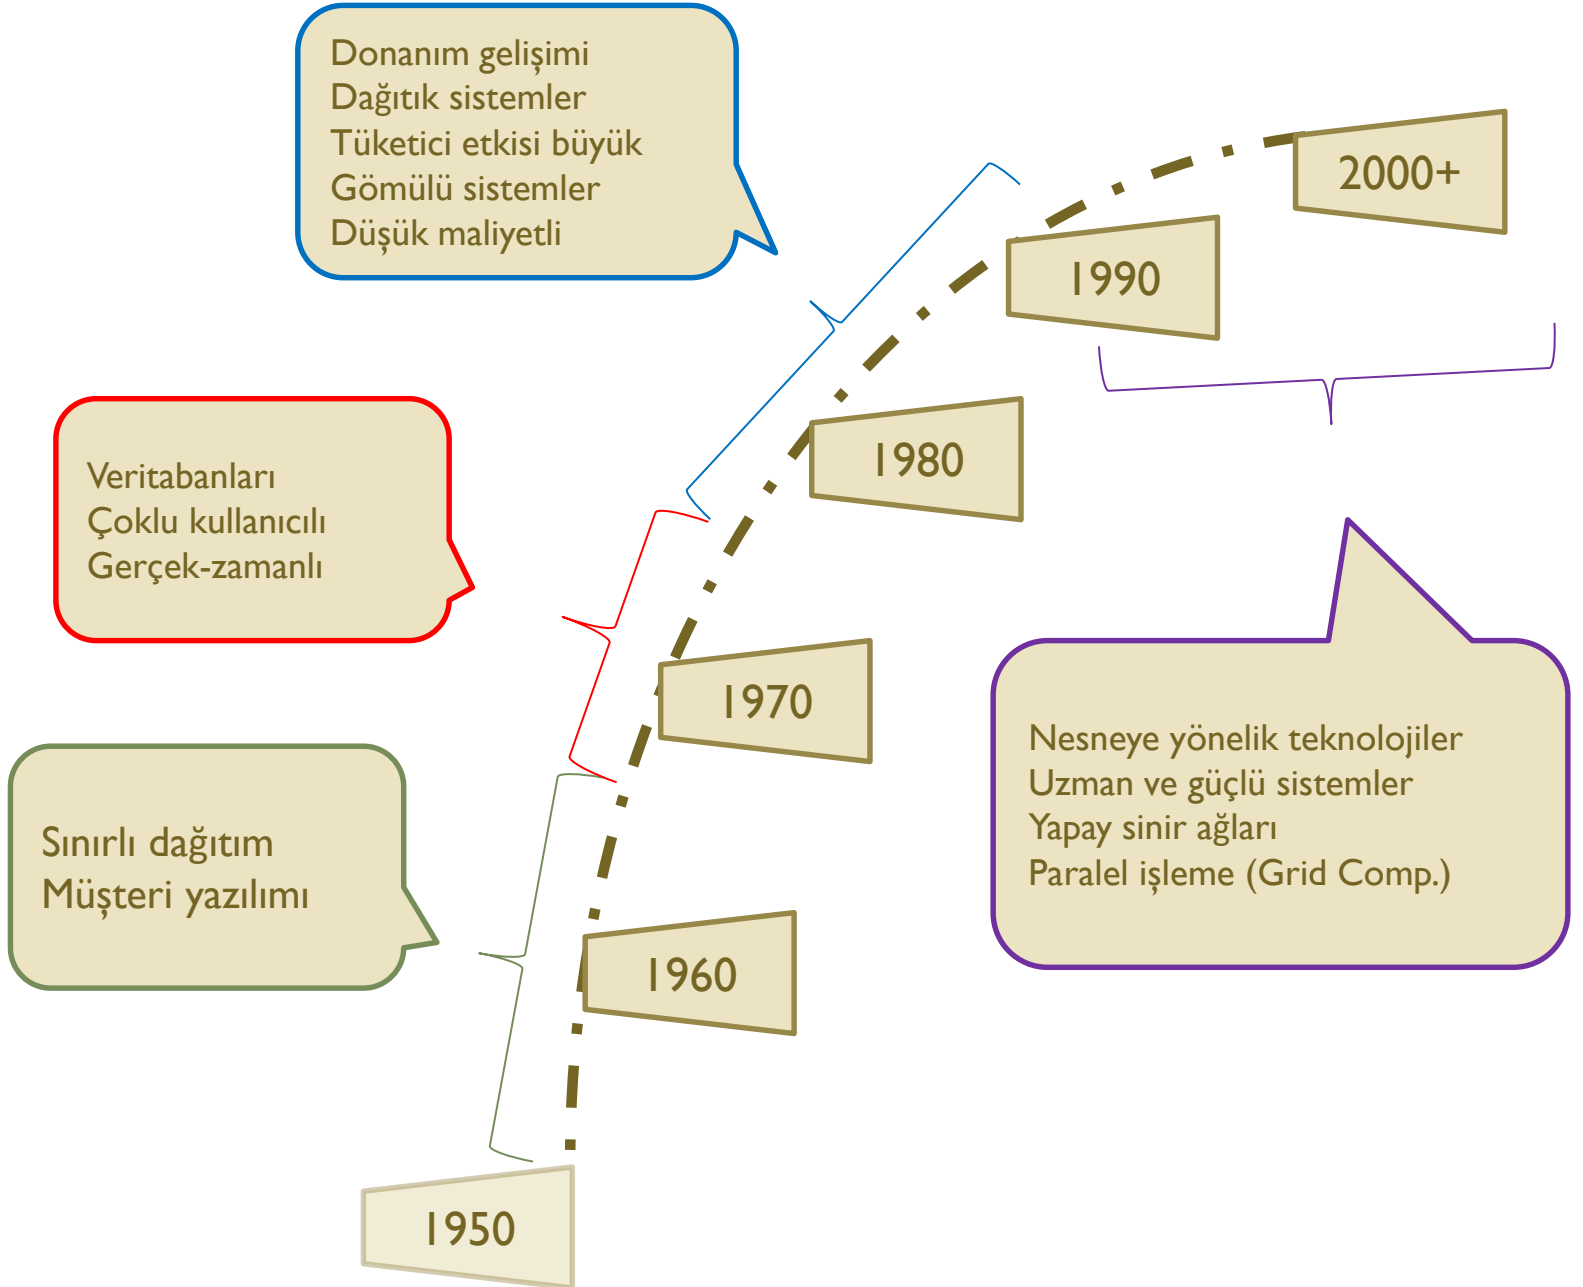 Donanım gelişimi
Dağıtık sistemler
Tüketici etkisi büyük
Gömülü sistemler
Düşük maliyetli
2000+
1990
1980
Veritabanları
Çoklu kullanıcılı
Gerçek-zamanlı
1970
Nesneye yönelik teknolojiler
Uzman ve güçlü sistemler
Yapay sinir ağları
Paralel işleme (Grid Comp.)
Sınırlı dağıtım
Müşteri yazılımı
1960
1950